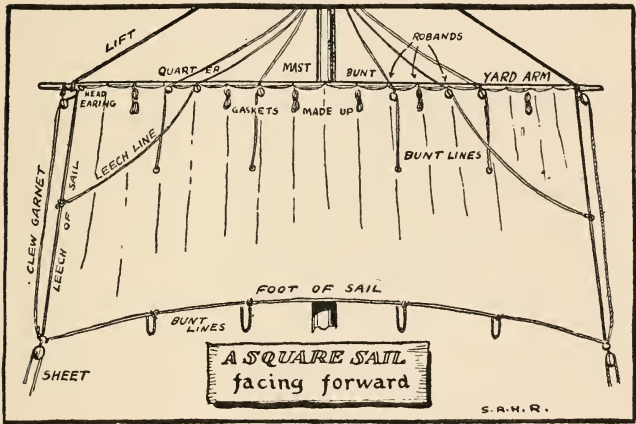 LIFT
ROBANDS
QUARTER
MAST
BUNT
YARD ARM
HEAD
EARING
GASKETS
MADE UP
LEECH LINE
BUNT LINES
CLEW GARNET
LEECH OF SAIL
FOOT OF SAIL
BUNT
LINES
SHEET
A SQUARE SAIL
facing forward
S.A.H.R.